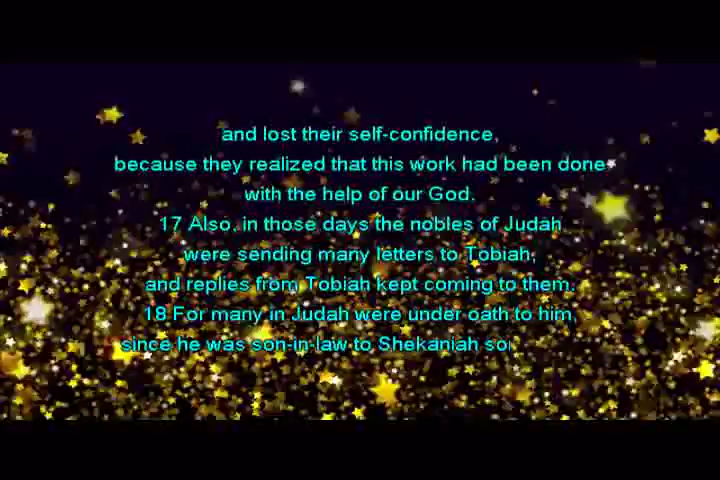 and lost their self-confidence,
because they realized that this work had been done
with the help of our God.
17 Also, in those days the nobles of Judah
were sending many letters to Tobiah,
and replies from Tobiah kept coming to them.
18 For many in Judah were under oath to him,
since he was son-in-law to Shekaniah so